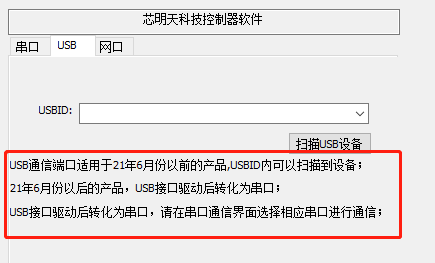 芯明天科技控制器软件
串口 USB 网口
USBID:
扫描USB设备
USB通信端口适用于21年6月份以前的产品,USBID内可以扫描到设备;
21年6月份以后的产品，USB接口驱动后转化为串口;
USB接口驱动后转化为串口，请在串口通信界面选择相应串口进行通信;